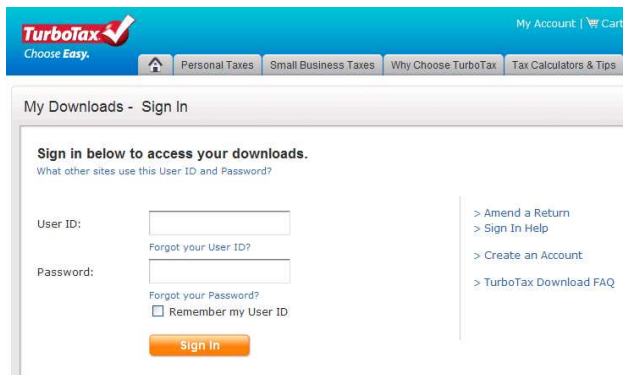 TurboTax
Choose Easy.
My Account | Cart
Personal Taxes
Small Business Taxes
Why Choose TurboTax
Tax Calculators & Tips
My Downloads - Sign In
Sign in below to access your downloads.
What other sites use this User ID and Password?
User ID:
Forgot your User ID?
Password:
Forgot your Password?
Remember my User ID
Sign In
> Amend a Return
> Sign In Help
> Create an Account
> TurboTax Download FAQ